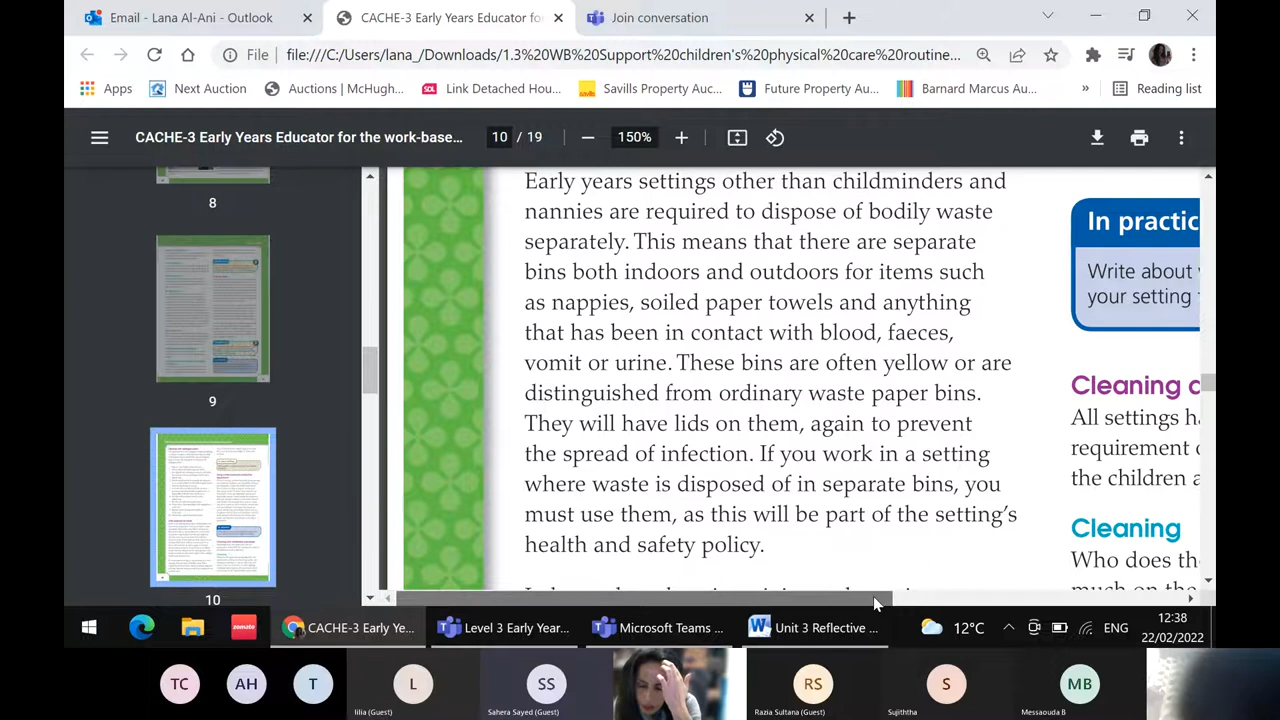 Email - Lana Al-Ani - Outlook
CACHE-3 Early Years Educator fo
Join conversation
File
file:///C:/Users/lana_/Downloads/1.3%20WB%20Support%20children's%20physical%20care%20routine...
Apps
Next Auction
Auctions | McHugh...
Link Detached Hou...
Savills Property Auc...
Future Property Au...
Barnard Marcus Au...
»
Reading list
CACHE-3 Early Years Educator for the work-base...
10 / 19
150%
8
9
10
Early years settings other than childminders and
nannies are required to dispose of bodily waste
separately. This means that there are separate
bins both indoors and outdoors for items such
as nappies, soiled paper towels and anything
that has been in contact with blood, faeces,
vomit or urine. These bins are often yellow or are
distinguished from ordinary waste paper bins.
They will have lids on them, again to prevent
the spread of infection. If you work in a setting
where waste is disposed of in separate bins, you
must use them, as this will be part of the setting's
health and safety policy.
In practic
Write about
your setting
Cleaning
All settings ha
requirement
the children a
Cleaning
Who does the
much on the
zomato
CACHE-3 Early Ye...
Level 3 Early Year...
Microsoft Teams ...
Unit 3 Reflective ...
12°C
ENG
12:38
22/02/2022
TC
AH
T
L
lilia (Guest)
SS
Sahera Sayed (Guest)
RS
Razia Sultana (Guest)
S
Sujiththa
MB
Messaouda B